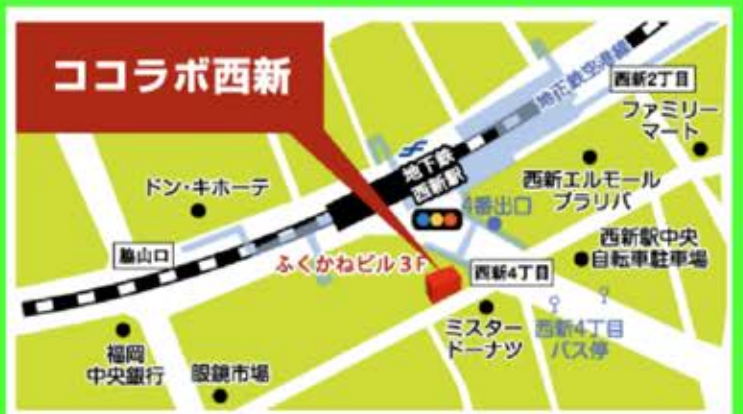 ココラボ西新
地下鉄空港線
西新2丁目
ファミリー
マート
地下鉄
西新駅
ドン・キホーテ
西新エルモール
プラリバ
4番出口
脇山口
ふくかねビル3F
西新4丁目
西新駅中央
自転車駐車場
ミスター
ドーナツ
西新4丁目
バス停
福岡
中央銀行
眼鏡市場